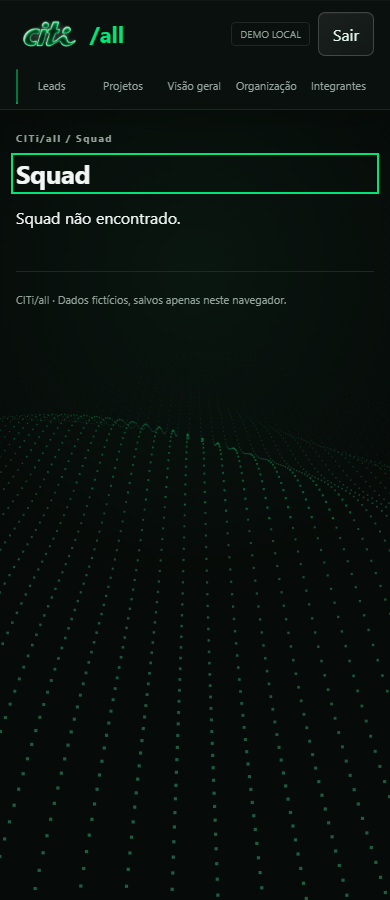 citi /all
DEMO LOCAL
Sair
Leads
Projetos
Visão geral
Organização
Integrantes
CITi/all / Squad
Squad
Squad não encontrado.
CITi/all · Dados fictícios, salvos apenas neste navegador.